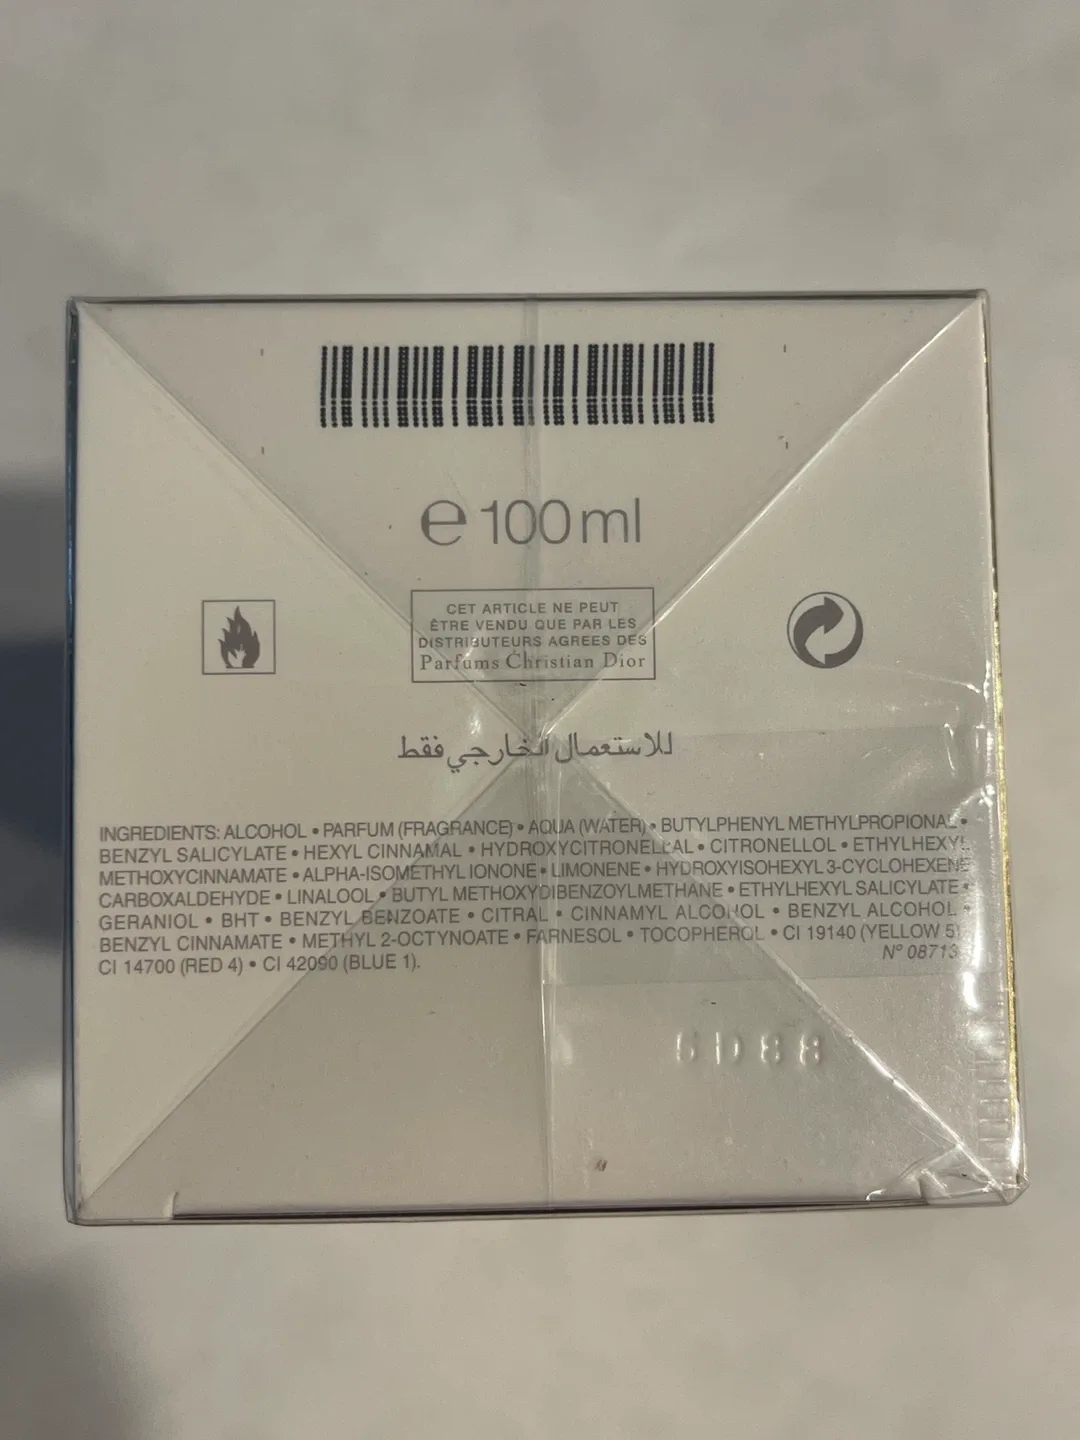 e 100ml
CET ARTICLE NE PEUT
ÊTRE VENDU QUE PAR LES
DISTRIBUTEURS AGREES DES
Parfums Christian Dior
للاستعمال الخارجي فقط
INGREDIENTS: ALCOHOL • PARFUM (FRAGRANCE) • AQUA (WATER) • BUTYLPHENYL METHYLPROPIONAL •
BENZYL SALICYLATE • HEXYL CINNAMAL • HYDROXYCITRONELLAL • CITRONELLOL • ETHYLHEXYL
METHOXYCINNAMATE • ALPHA-ISOMETHYL IONONE • LIMONENE • HYDROXYISOHEXYL 3-CYCLOHEXENE
CARBOXALDEHYDE • LINALOOL • BUTYL METHOXYDIBENZOYLMETHANE • ETHYLHEXYL SALICYLATE •
GERANIOL • BHT • BENZYL BENZOATE • CITRAL • CINNAMYL ALCOHOL • BENZYL ALCOHOL •
BENZYL CINNAMATE • METHYL 2-OCTYNOATE • FARNESOL • TOCOPHEROL • CI 19140 (YELLOW 5)
CI 14700 (RED 4) • CI 42090 (BLUE 1). N° 08713